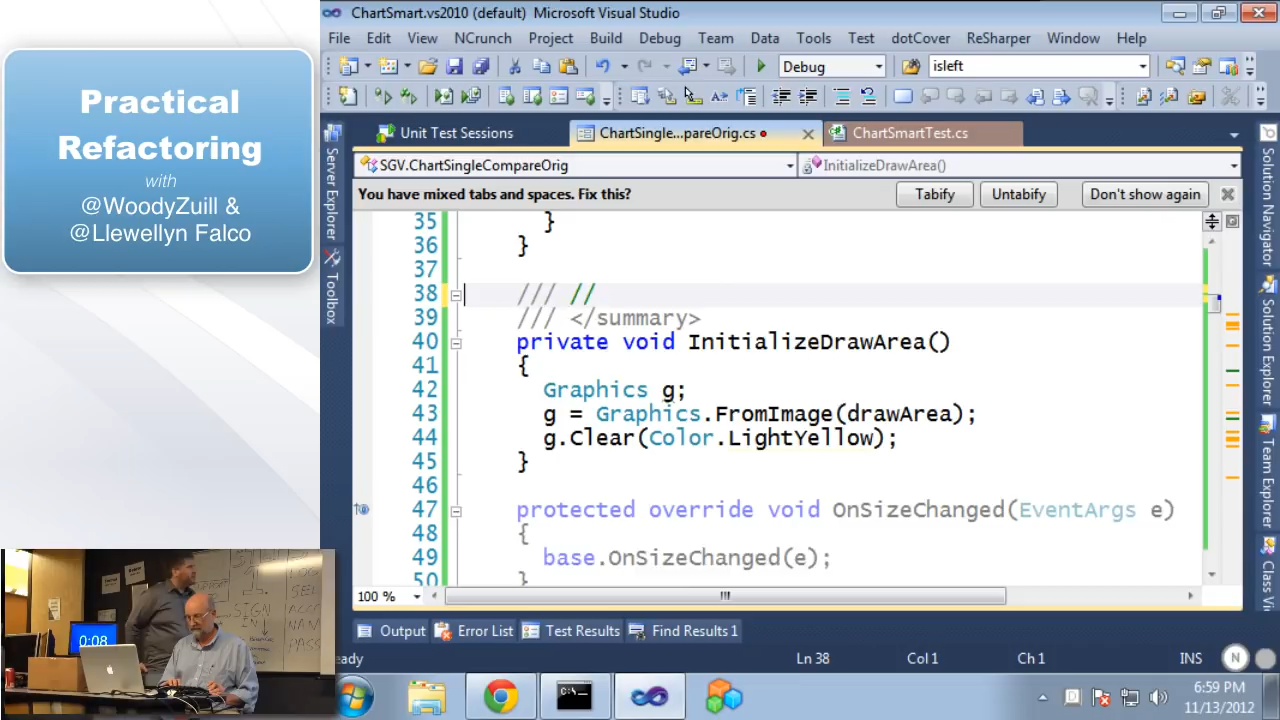 Practical
Refactoring
with
@WoodyZuill &
@Llewellyn Falco
0:08
ChartSmart.vs2010 (default) - Microsoft Visual Studio
File Edit View NCrunch Project Build Debug Team Data Tools Test dotCover ReSharper Window Help
Debug isleft
Unit Test Sessions ChartSingle...pareOrig.cs ChartSmartTest.cs
SGV.ChartSingleCompareOrig InitializeDrawArea()
You have mixed tabs and spaces. Fix this? Tabify Untabify Don't show again
35 }
36 }
37
38 /// //
39 /// </summary>
40 private void InitializeDrawArea()
41 {
42 Graphics g;
43 g = Graphics.FromImage(drawArea);
44 g.Clear(Color.LightYellow);
45 }
46
47 protected override void OnSizeChanged(EventArgs e)
48 {
49 base.OnSizeChanged(e);
50 }
100 %
Output Error List Test Results Find Results 1
eady Ln 38 Col 1 Ch 1 INS N
6:59 PM
11/13/2012
Server Explorer
Toolbox
Solution Navigator
Solution Explorer
Team Explorer
Class View